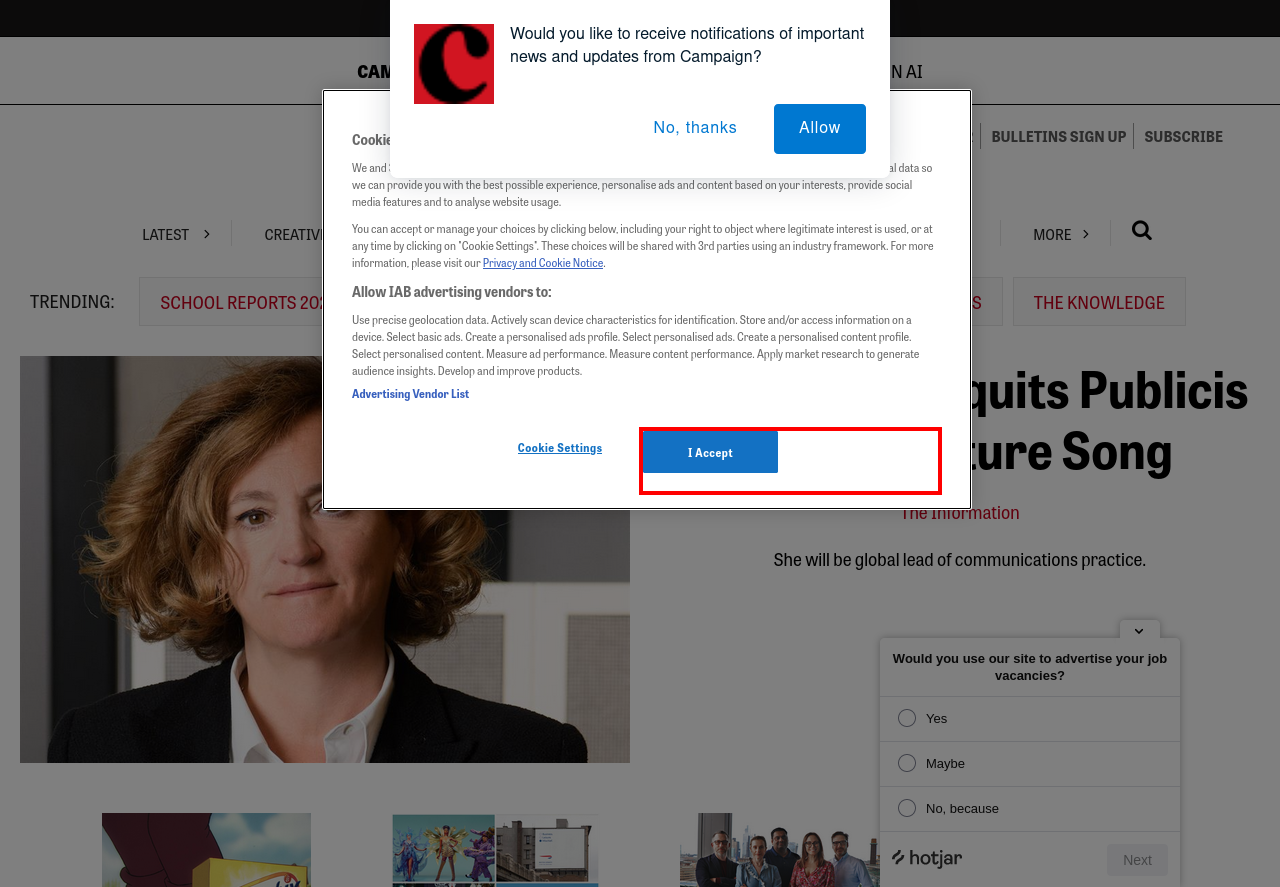 Would you like to receive notifications of important
news and updates from Campaign?
No, thanks
Allow
CAM
N AI
BULLETINS SIGN UP
SUBSCRIBE
Cookie
We and
al data so
we can provide you with the best possible experience, personalise ads and content based on your interests, provide social
media features and to analyse website usage.
You can accept or manage your choices by clicking below, including your right to object where legitimate interest is used, or at
any time by clicking on "Cookie Settings". These choices will be shared with 3rd parties using an industry framework. For more
information, please visit our Privacy and Cookie Notice.
Allow IAB advertising vendors to:
Use precise geolocation data. Actively scan device characteristics for identification. Store and/or access information on a
device. Select basic ads. Create a personalised ads profile. Select personalised ads. Create a personalised content profile.
Select personalised content. Measure ad performance. Measure content performance. Apply market research to generate
audience insights. Develop and improve products.
Advertising Vendor List
Cookie Settings
I Accept
LATEST
CREATIV
MORE
TRENDING:
SCHOOL REPORTS 202
S
THE KNOWLEDGE
quits Publicis
ture Song
The Information
She will be global lead of communications practice.
Would you use our site to advertise your job
vacancies?
Yes
Maybe
No, because
hotjar
Next